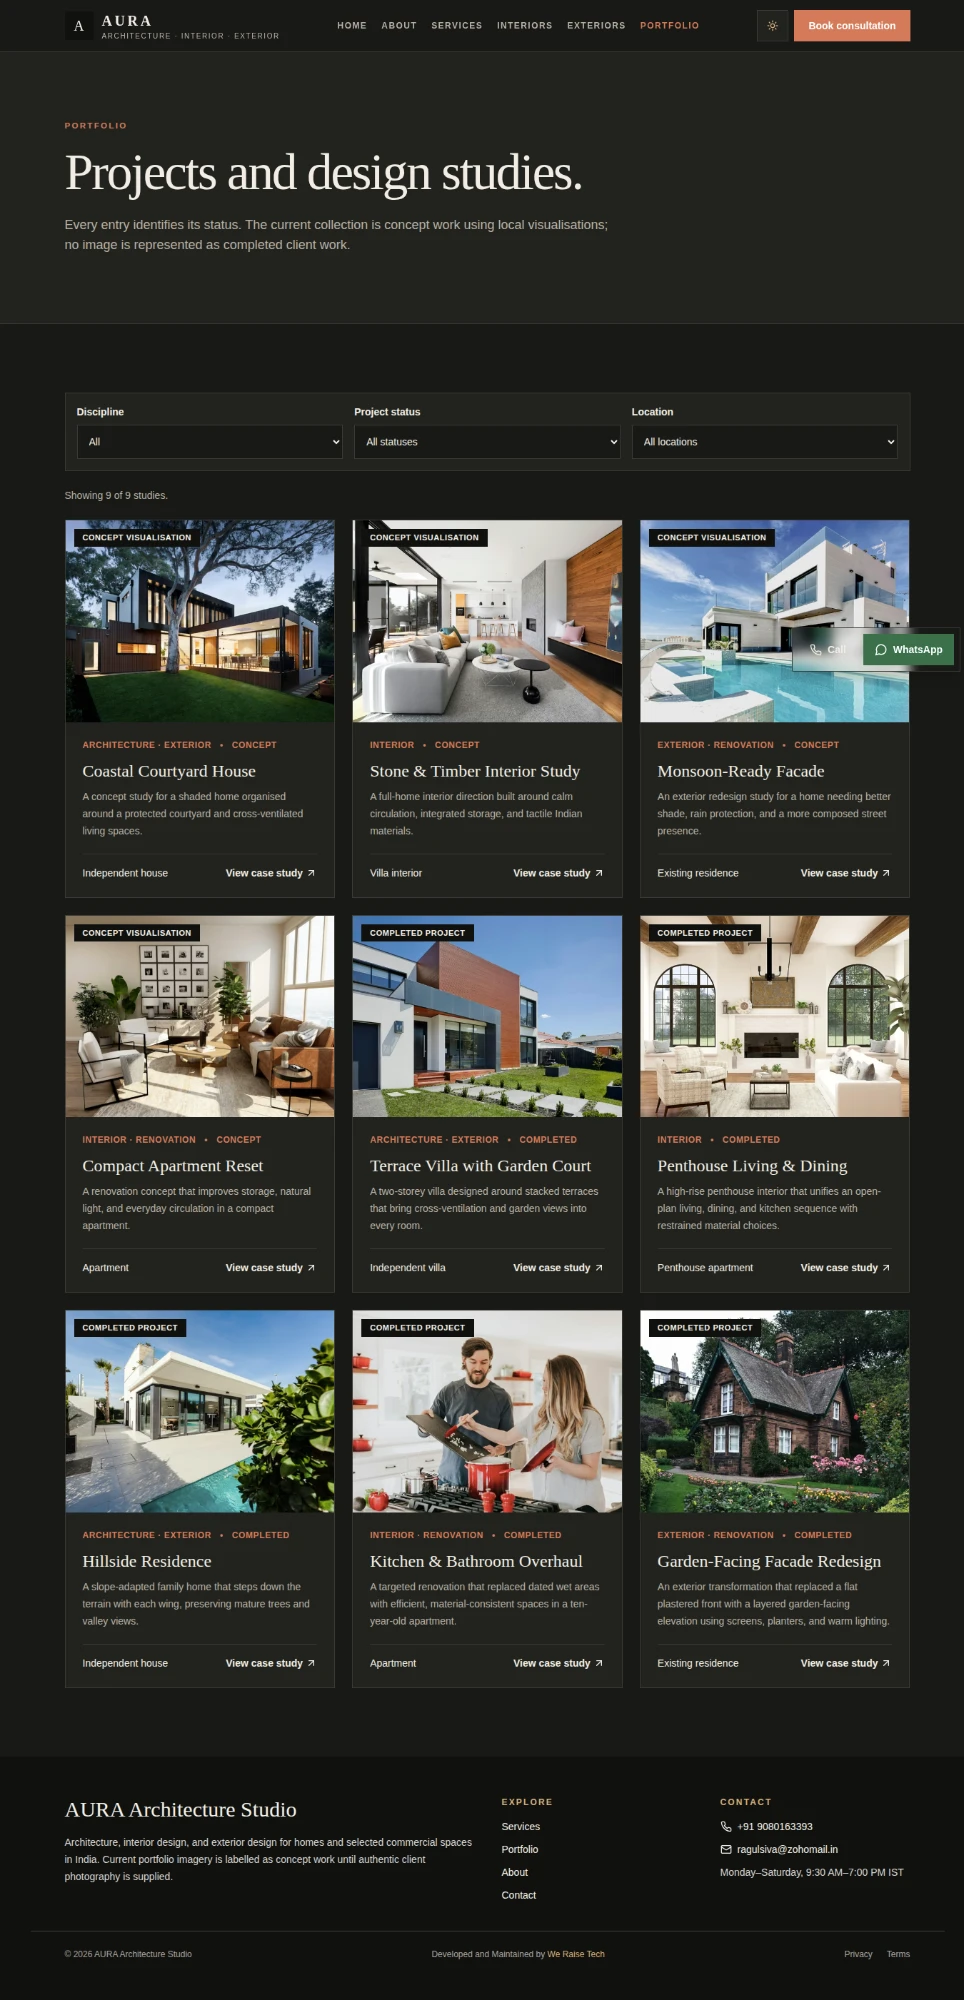 A
AURA
ARCHITECTURE · INTERIOR · EXTERIOR
HOME
ABOUT
SERVICES
INTERIORS
EXTERIORS
PORTFOLIO
Book consultation
PORTFOLIO
Projects and design studies.
Every entry identifies its status. The current collection is concept work using local visualisations;
no image is represented as completed client work.
Discipline
Project status
Location
All
All statuses
All locations
Showing 9 of 9 studies.
CONCEPT VISUALISATION
CONCEPT VISUALISATION
CONCEPT VISUALISATION
Call
WhatsApp
ARCHITECTURE · EXTERIOR • CONCEPT
Coastal Courtyard House
A concept study for a shaded home organised
around a protected courtyard and cross-ventilated
living spaces.
Independent house
View case study
INTERIOR • CONCEPT
Stone & Timber Interior Study
A full-home interior direction built around calm
circulation, integrated storage, and tactile Indian
materials.
Villa interior
View case study
EXTERIOR · RENOVATION • CONCEPT
Monsoon-Ready Facade
An exterior redesign study for a home needing better
shade, rain protection, and a more composed street
presence.
Existing residence
View case study
CONCEPT VISUALISATION
COMPLETED PROJECT
COMPLETED PROJECT
INTERIOR · RENOVATION • CONCEPT
Compact Apartment Reset
A renovation concept that improves storage, natural
light, and everyday circulation in a compact
apartment.
Apartment
View case study
ARCHITECTURE · EXTERIOR • COMPLETED
Terrace Villa with Garden Court
A two-storey villa designed around stacked terraces
that bring cross-ventilation and garden views into
every room.
Independent villa
View case study
INTERIOR • COMPLETED
Penthouse Living & Dining
A high-rise penthouse interior that unifies an open-
plan living, dining, and kitchen sequence with
restrained material choices.
Penthouse apartment
View case study
COMPLETED PROJECT
COMPLETED PROJECT
COMPLETED PROJECT
ARCHITECTURE · EXTERIOR • COMPLETED
Hillside Residence
A slope-adapted family home that steps down the
terrain with each wing, preserving mature trees and
valley views.
Independent house
View case study
INTERIOR · RENOVATION • COMPLETED
Kitchen & Bathroom Overhaul
A targeted renovation that replaced dated wet areas
with efficient, material-consistent spaces in a ten-
year-old apartment.
Apartment
View case study
EXTERIOR · RENOVATION • COMPLETED
Garden-Facing Facade Redesign
An exterior transformation that replaced a flat
plastered front with a layered garden-facing
elevation using screens, planters, and warm lighting.
Existing residence
View case study
AURA Architecture Studio
Architecture, interior design, and exterior design for homes and selected commercial spaces
in India. Current portfolio imagery is labelled as concept work until authentic client
photography is supplied.
EXPLORE
Services
Portfolio
About
Contact
CONTACT
+91 9080163393
ragulsiva@zohomail.in
Monday–Saturday, 9:30 AM–7:00 PM IST
© 2026 AURA Architecture Studio
Developed and Maintained by We Raise Tech
Privacy
Terms